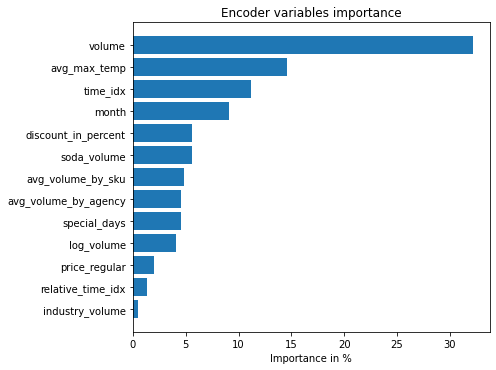 Encoder variables importance
volume
avg_max_temp
time_idx
month
discount_in_percent
soda_volume
avg_volume_by_sku
avg_volume_by_agency
special_days
log_volume
price_regular
relative_time_idx
industry_volume
0 5 10 15 20 25 30
Importance in %